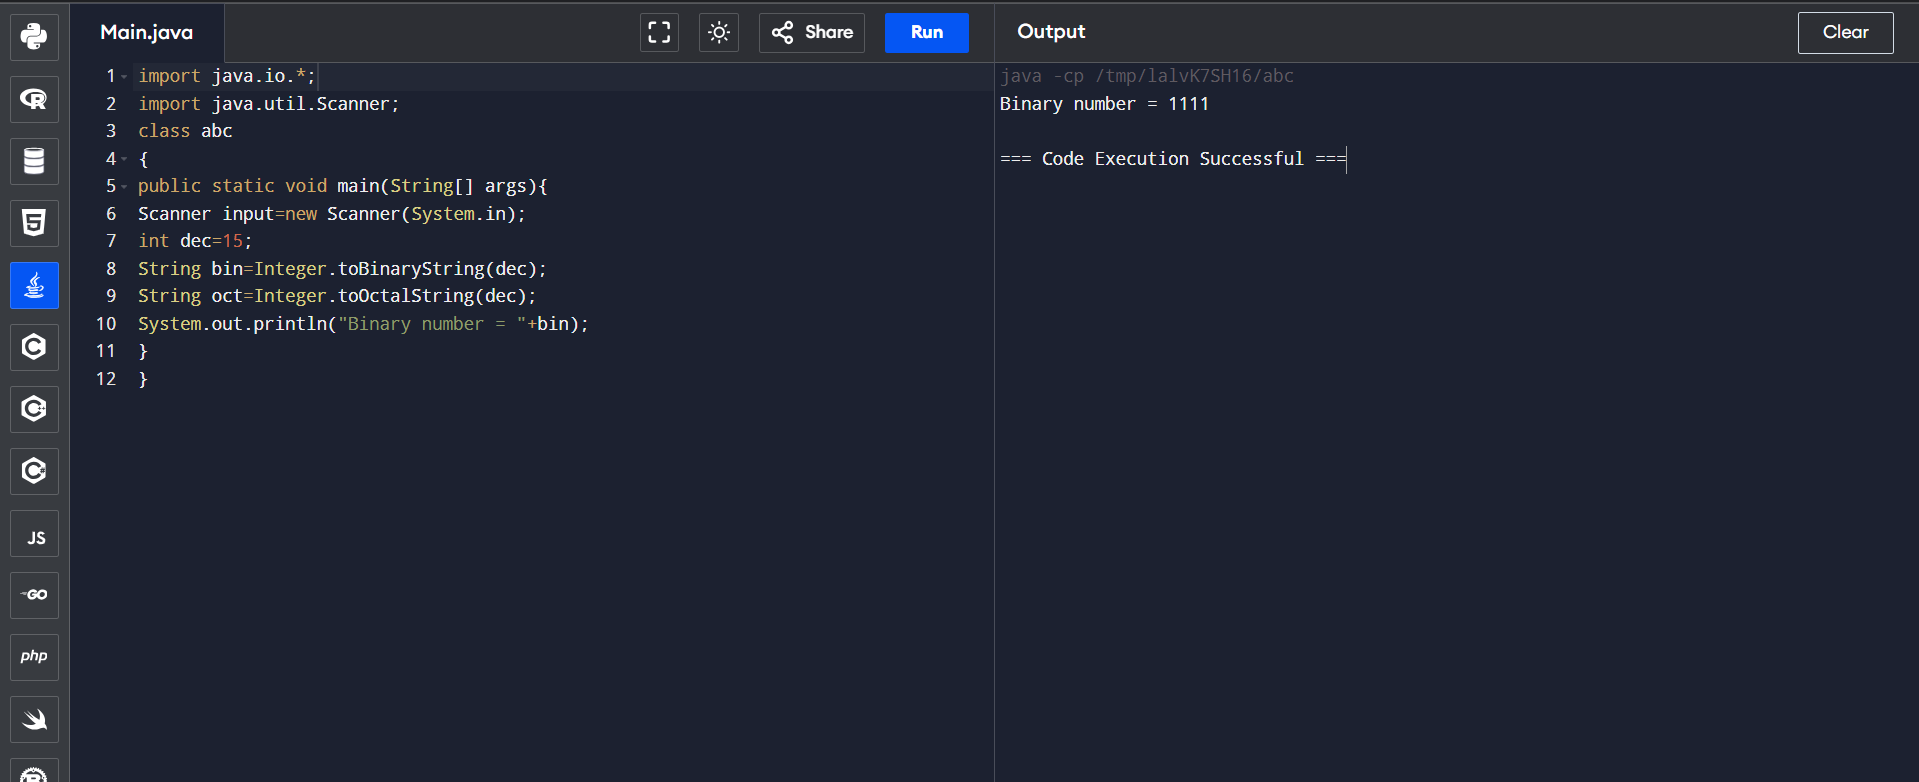 Main.java
Share
Run
Output
Clear
1 import java.io.*;
2 import java.util.Scanner;
3 class abc
4 {
5 public static void main(String[] args){
6 Scanner input=new Scanner(System.in);
7 int dec=15;
8 String bin=Integer.toBinaryString(dec);
9 String oct=Integer.toOctalString(dec);
10 System.out.println("Binary number = "+bin);
11 }
12 }
java -cp /tmp/lalvK7SH16/abc
Binary number = 1111
=== Code Execution Successful ===
R
5
C
C++
C#
JS
GO
php
R